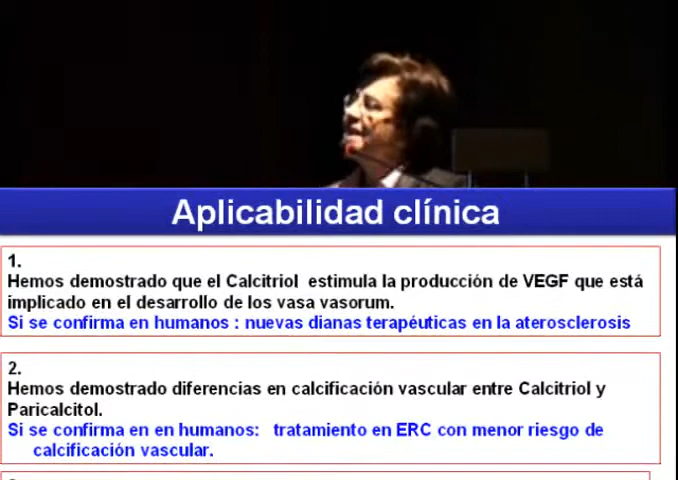 Aplicabilidad clínica
1.
Hemos demostrado que el Calcitriol estimula la producción de VEGF que está
implicado en el desarrollo de los vasa vasorum.
Si se confirma en humanos : nuevas dianas terapéuticas en la aterosclerosis
2.
Hemos demostrado diferencias en calcificación vascular entre Calcitriol y
Paricalcitol.
Si se confirma en en humanos: tratamiento en ERC con menor riesgo de
calcificación vascular.